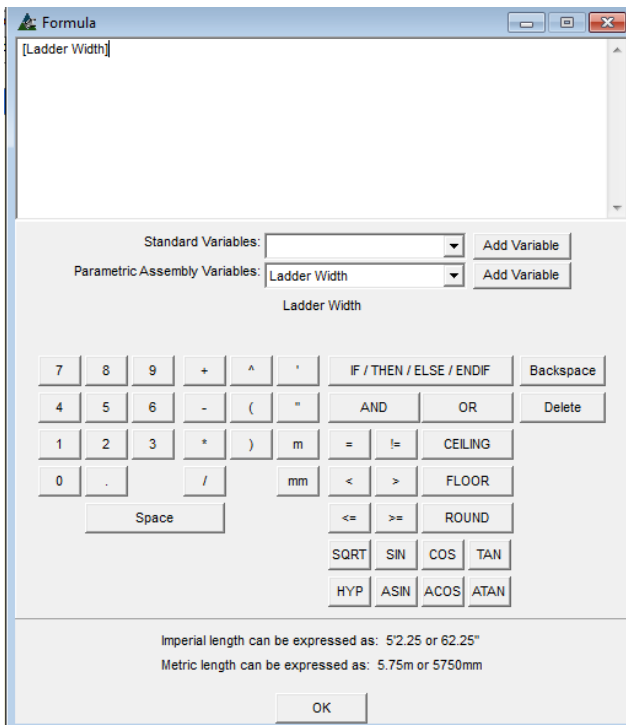 Formula
[Ladder Width]
Standard Variables: Add Variable
Parametric Assembly Variables: Ladder Width Add Variable
Ladder Width
7 8 9 + ^ ' IF / THEN / ELSE / ENDIF Backspace
4 5 6 - ( " AND OR Delete
1 2 3 * ) m = != CEILING
0 . / mm < > FLOOR
Space <= >= ROUND
SQRT SIN COS TAN
HYP ASIN ACOS ATAN
Imperial length can be expressed as: 5'2.25 or 62.25"
Metric length can be expressed as: 5.75m or 5750mm
OK